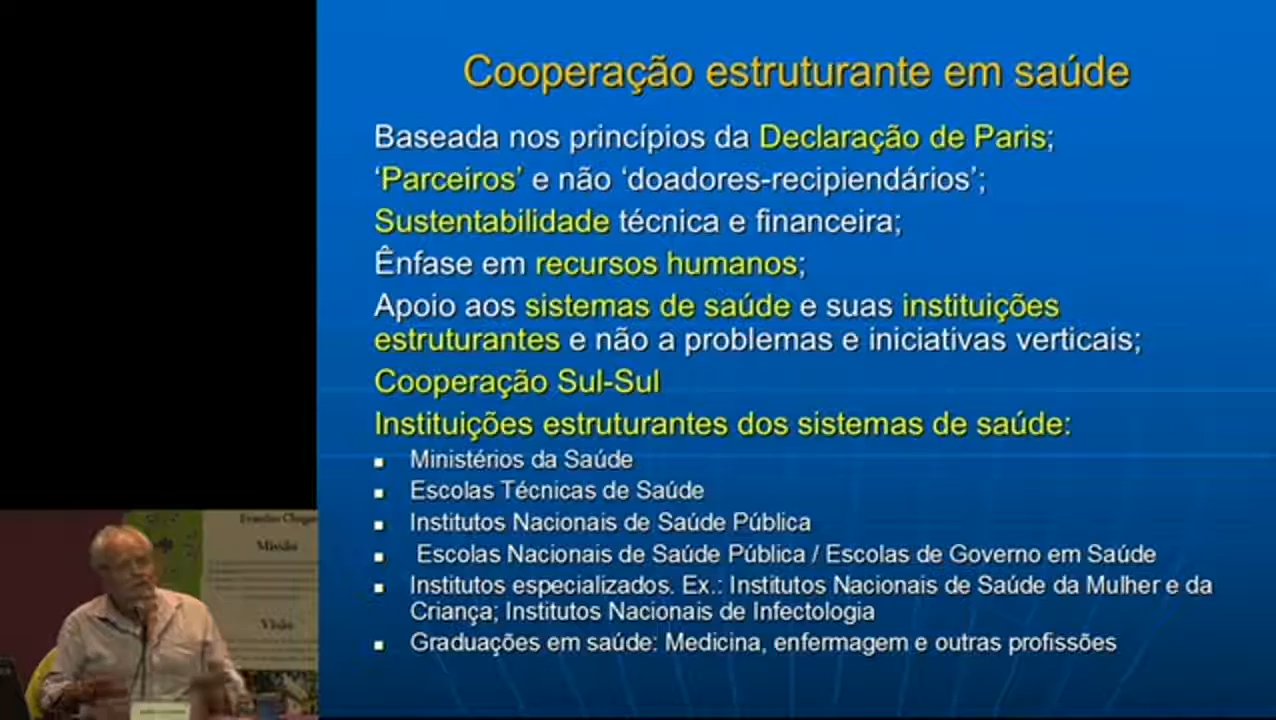 Cooperação estruturante em saúde
Baseada nos princípios da Declaração de Paris;
‘Parceiros’ e não ‘doadores-recipiendários’;
Sustentabilidade técnica e financeira;
Ênfase em recursos humanos;
Apoio aos sistemas de saúde e suas instituições
estruturantes e não a problemas e iniciativas verticais;
Cooperação Sul-Sul
Instituições estruturantes dos sistemas de saúde:
Ministérios da Saúde
Escolas Técnicas de Saúde
Institutos Nacionais de Saúde Pública
Escolas Nacionais de Saúde Pública / Escolas de Governo em Saúde
Institutos especializados. Ex.: Institutos Nacionais de Saúde da Mulher e da
Criança; Institutos Nacionais de Infectologia
Graduações em saúde: Medicina, enfermagem e outras profissões
Evandro Chagas
Missão
Visão